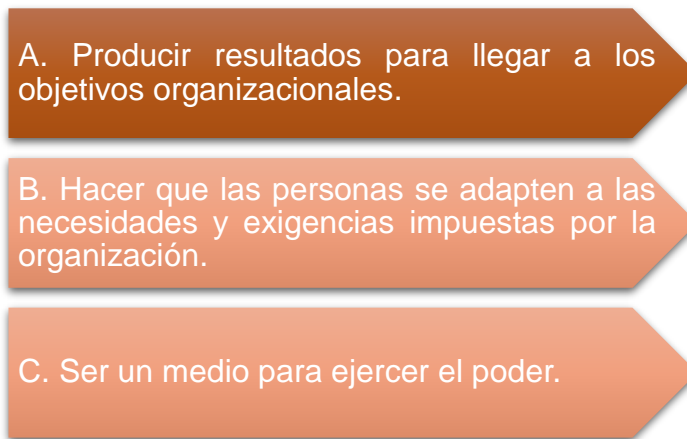 A. Producir resultados para llegar a los
objetivos organizacionales.
B. Hacer que las personas se adapten a las
necesidades y exigencias impuestas por la
organización.
C. Ser un medio para ejercer el poder.